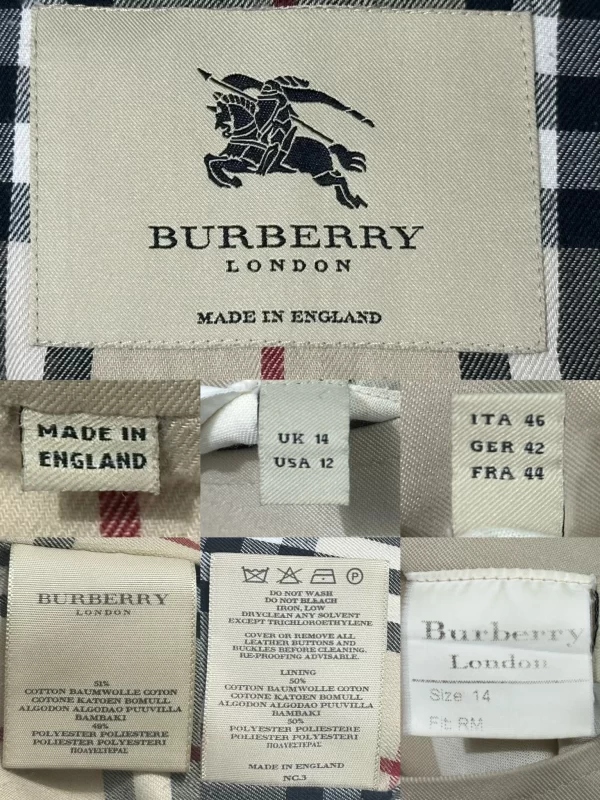 BURBERRY
LONDON
MADE IN ENGLAND
MADE IN
ENGLAND
UK 14
USA 12
ITA 46
GER 42
FRA 44
BURBERRY
LONDON
51%
COTTON BAUMWOLLE COTON
COTONE KATOEN BOMULL
ALGODON ALGODAO PUUVILLA
BAMBAKI
49%
POLYESTER POLIESTERE
POLIESTER POLYESTERI
ΠΟΛΥΕΣΤΕΡΑΣ
P
DO NOT WASH
DO NOT BLEACH
IRON, LOW
DRYCLEAN ANY SOLVENT
EXCEPT TRICHLOROETHYLENE
COVER OR REMOVE ALL
LEATHER BUTTONS AND
BUCKLES BEFORE CLEANING.
RE-PROOFING ADVISABLE.
LINING
50%
COTTON BAUMWOLLE COTON
COTONE KATOEN BOMULL
ALGODON ALGODAO PUUVILLA
BAMBAKI
50%
POLYESTER POLIESTERE
POLIESTER POLYESTERI
ΠΟΛΥΕΣΤΕΡΑΣ
MADE IN ENGLAND
NC.3
Burberry
London
Size 14
Fit: RM